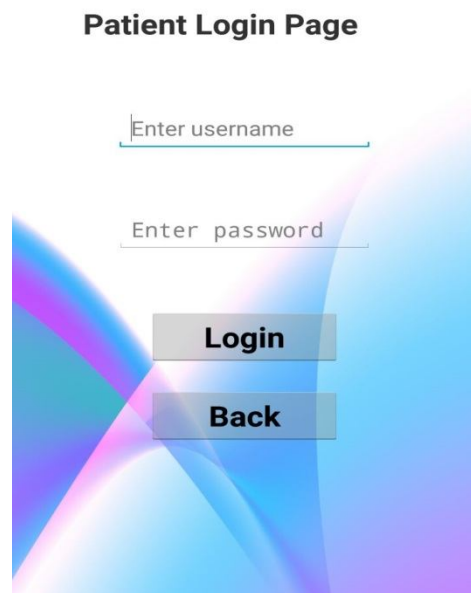 Patient Login Page
Enter username
Enter password
Login
Back